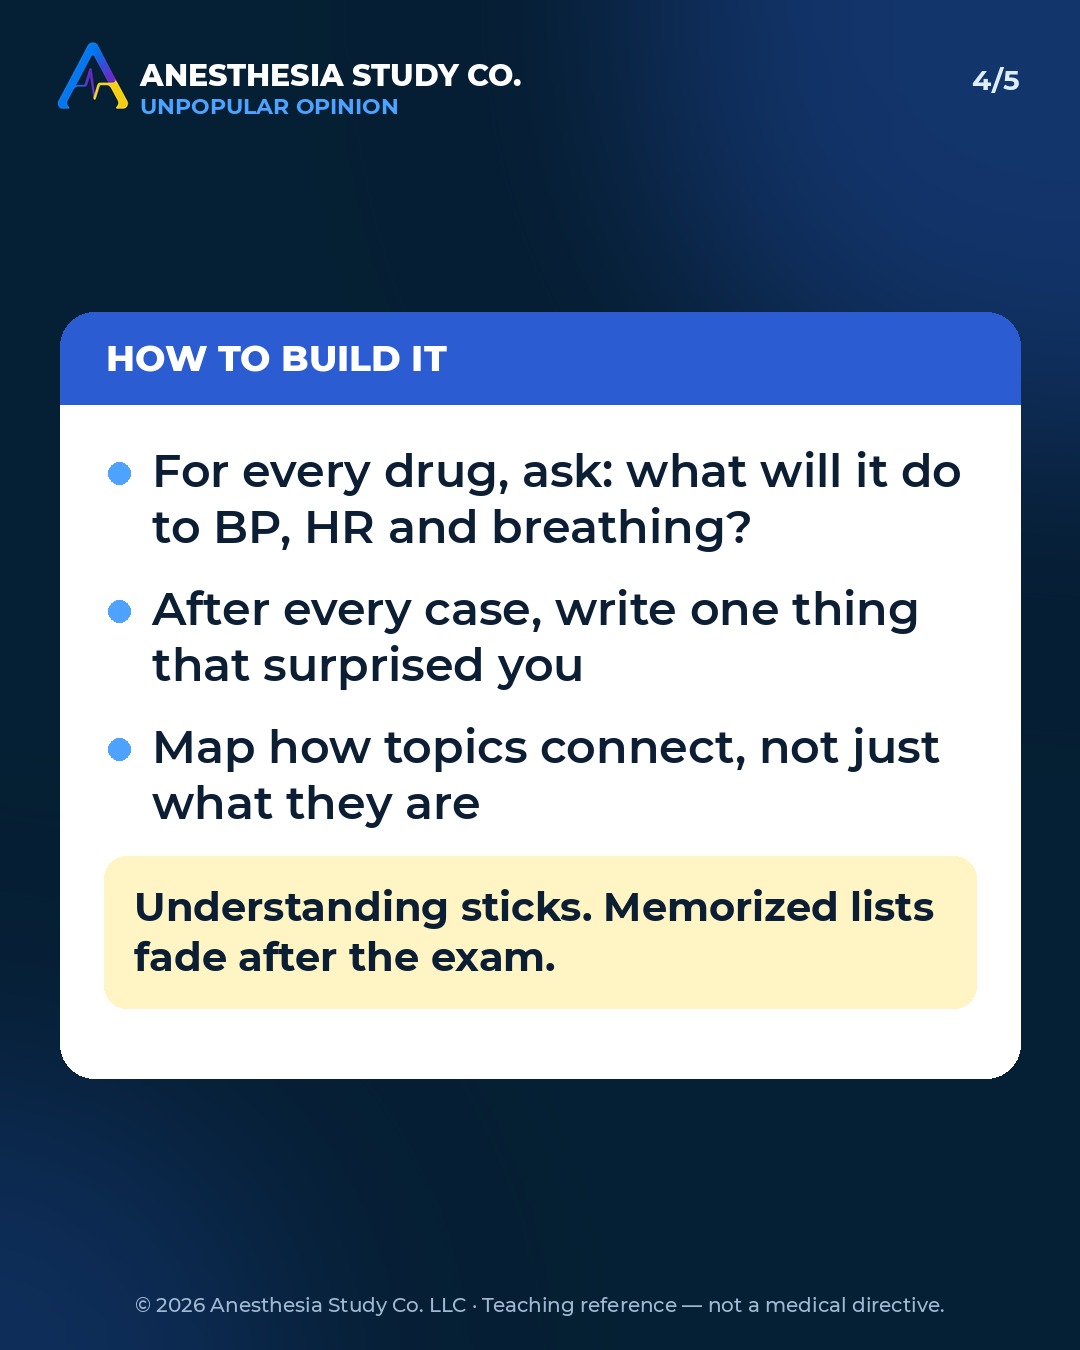 ANESTHESIA STUDY CO.
UNPOPULAR OPINION
4/5
HOW TO BUILD IT
For every drug, ask: what will it do
to BP, HR and breathing?
After every case, write one thing
that surprised you
Map how topics connect, not just
what they are
Understanding sticks. Memorized lists
fade after the exam.
© 2026 Anesthesia Study Co. LLC · Teaching reference — not a medical directive.